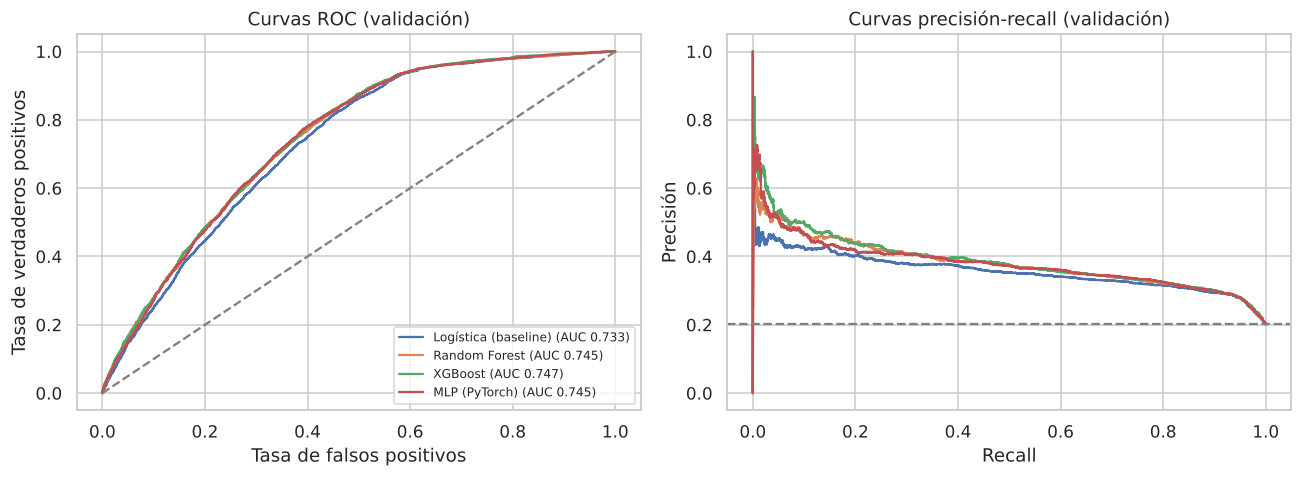 Curvas ROC (validación)
1.0
0.8
0.6
0.4
0.2
0.0
Tasa de verdaderos positivos
Logística (baseline) (AUC 0.733)
Random Forest (AUC 0.745)
XGBoost (AUC 0.747)
MLP (PyTorch) (AUC 0.745)
0.0 0.2 0.4 0.6 0.8 1.0
Tasa de falsos positivos
Curvas precisión-recall (validación)
1.0
0.8
0.6
0.4
0.2
0.0
Precisión
0.0 0.2 0.4 0.6 0.8 1.0
Recall